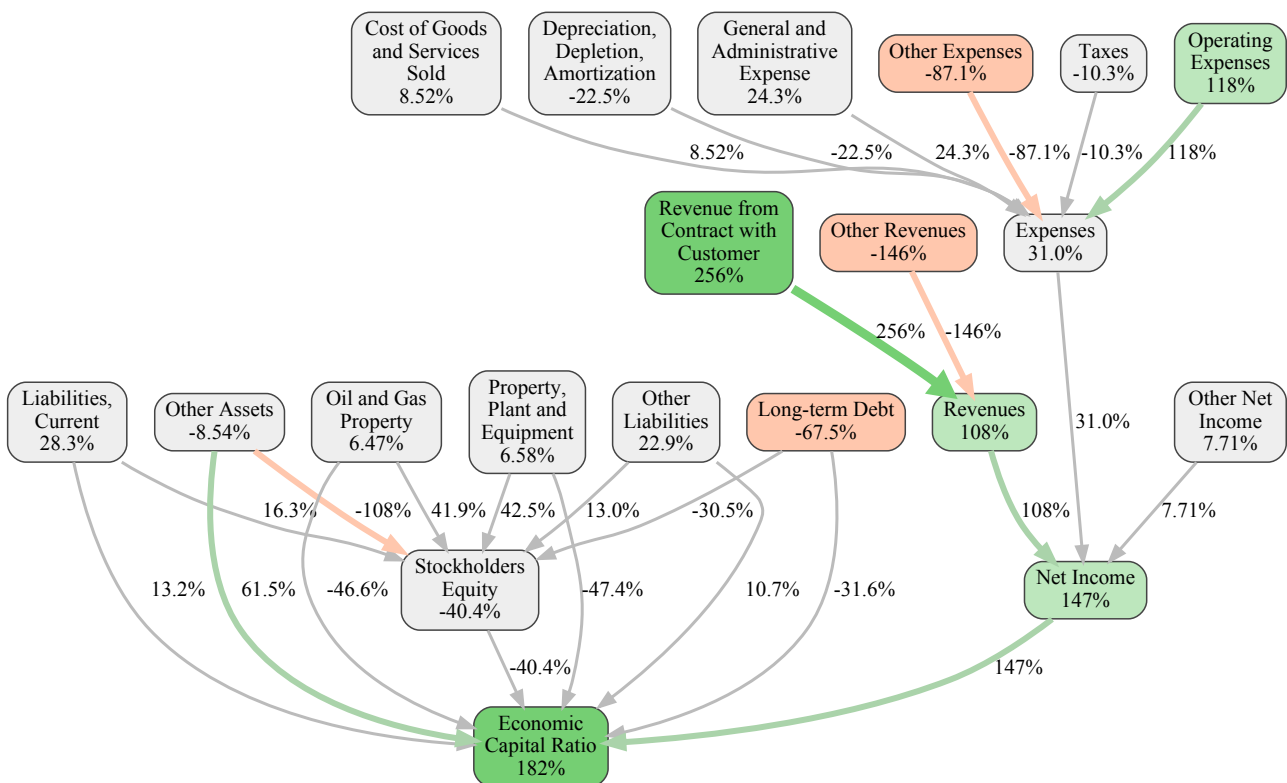 Cost of Goods
and Services
Sold
8.52%
Depreciation,
Depletion,
Amortization
-22.5%
General and
Administrative
Expense
24.3%
Other Expenses
-87.1%
Taxes
-10.3%
Operating
Expenses
118%
8.52%
-22.5%
24.3%
-87.1%
-10.3%
118%
Revenue from
Contract with
Customer
256%
Other Revenues
-146%
Expenses
31.0%
256%
-146%
Liabilities,
Current
28.3%
Other Assets
-8.54%
Oil and Gas
Property
6.47%
Property,
Plant and
Equipment
6.58%
Other
Liabilities
22.9%
Long-term Debt
-67.5%
Revenues
108%
31.0%
Other Net
Income
7.71%
16.3%
-108%
41.9%
42.5%
13.0%
-30.5%
108%
7.71%
Stockholders
Equity
-40.4%
Net Income
147%
13.2%
61.5%
-46.6%
-47.4%
10.7%
-31.6%
-40.4%
147%
Economic
Capital Ratio
182%